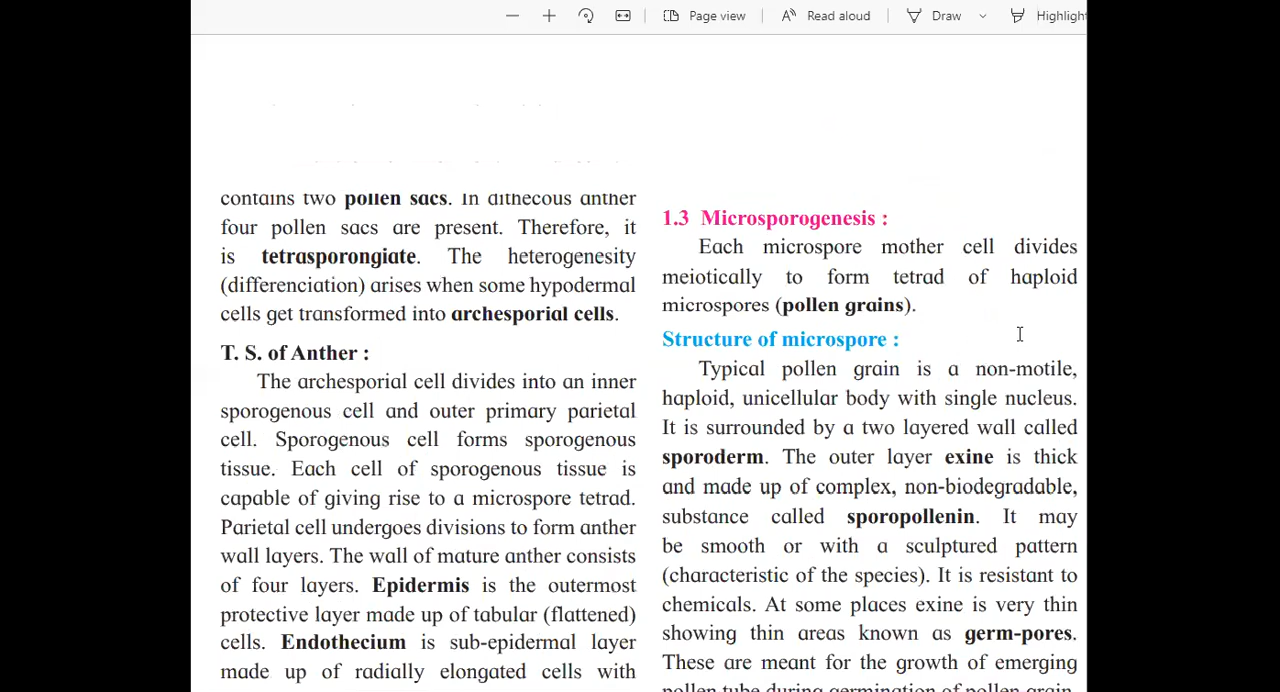 Page view
Read aloud
Draw
Highlight
contains two pollen sacs. In dithecous anther
four pollen sacs are present. Therefore, it
is tetrasporongiate. The heterogenesity
(differenciation) arises when some hypodermal
cells get transformed into archesporial cells.
T. S. of Anther :
The archesporial cell divides into an inner
sporogenous cell and outer primary parietal
cell. Sporogenous cell forms sporogenous
tissue. Each cell of sporogenous tissue is
capable of giving rise to a microspore tetrad.
Parietal cell undergoes divisions to form anther
wall layers. The wall of mature anther consists
of four layers. Epidermis is the outermost
protective layer made up of tabular (flattened)
cells. Endothecium is sub-epidermal layer
made up of radially elongated cells with
1.3 Microsporogenesis :
Each microspore mother cell divides
meiotically to form tetrad of haploid
microspores (pollen grains).
Structure of microspore :
Typical pollen grain is a non-motile,
haploid, unicellular body with single nucleus.
It is surrounded by a two layered wall called
sporoderm. The outer layer exine is thick
and made up of complex, non-biodegradable,
substance called sporopollenin. It may
be smooth or with a sculptured pattern
(characteristic of the species). It is resistant to
chemicals. At some places exine is very thin
showing thin areas known as germ-pores.
These are meant for the growth of emerging
pollen tube during germination of pollen grain.